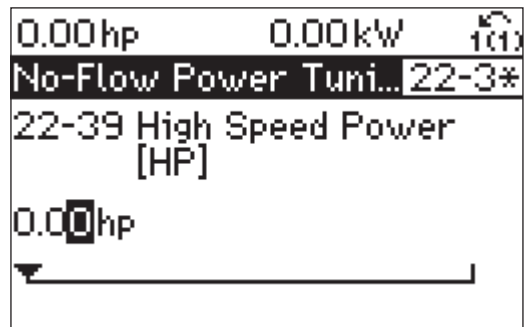 0.00hp 0.00kW 1(1)
No-Flow Power Tuni... 22-3*
22-39 High Speed Power
[HP]
0.00hp